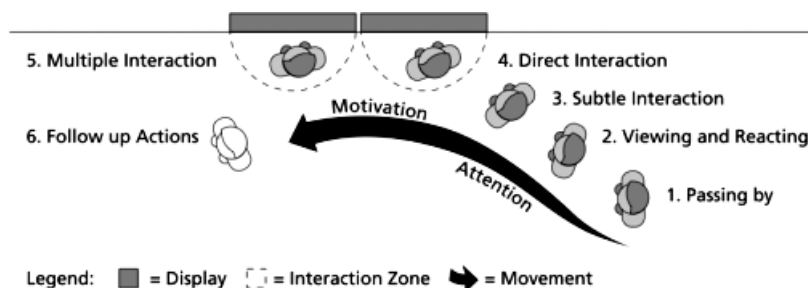 5. Multiple Interaction
4. Direct Interaction
3. Subtle Interaction
Motivation
6. Follow up Actions
2. Viewing and Reacting
Attention
1. Passing by
Legend: = Display = Interaction Zone = Movement